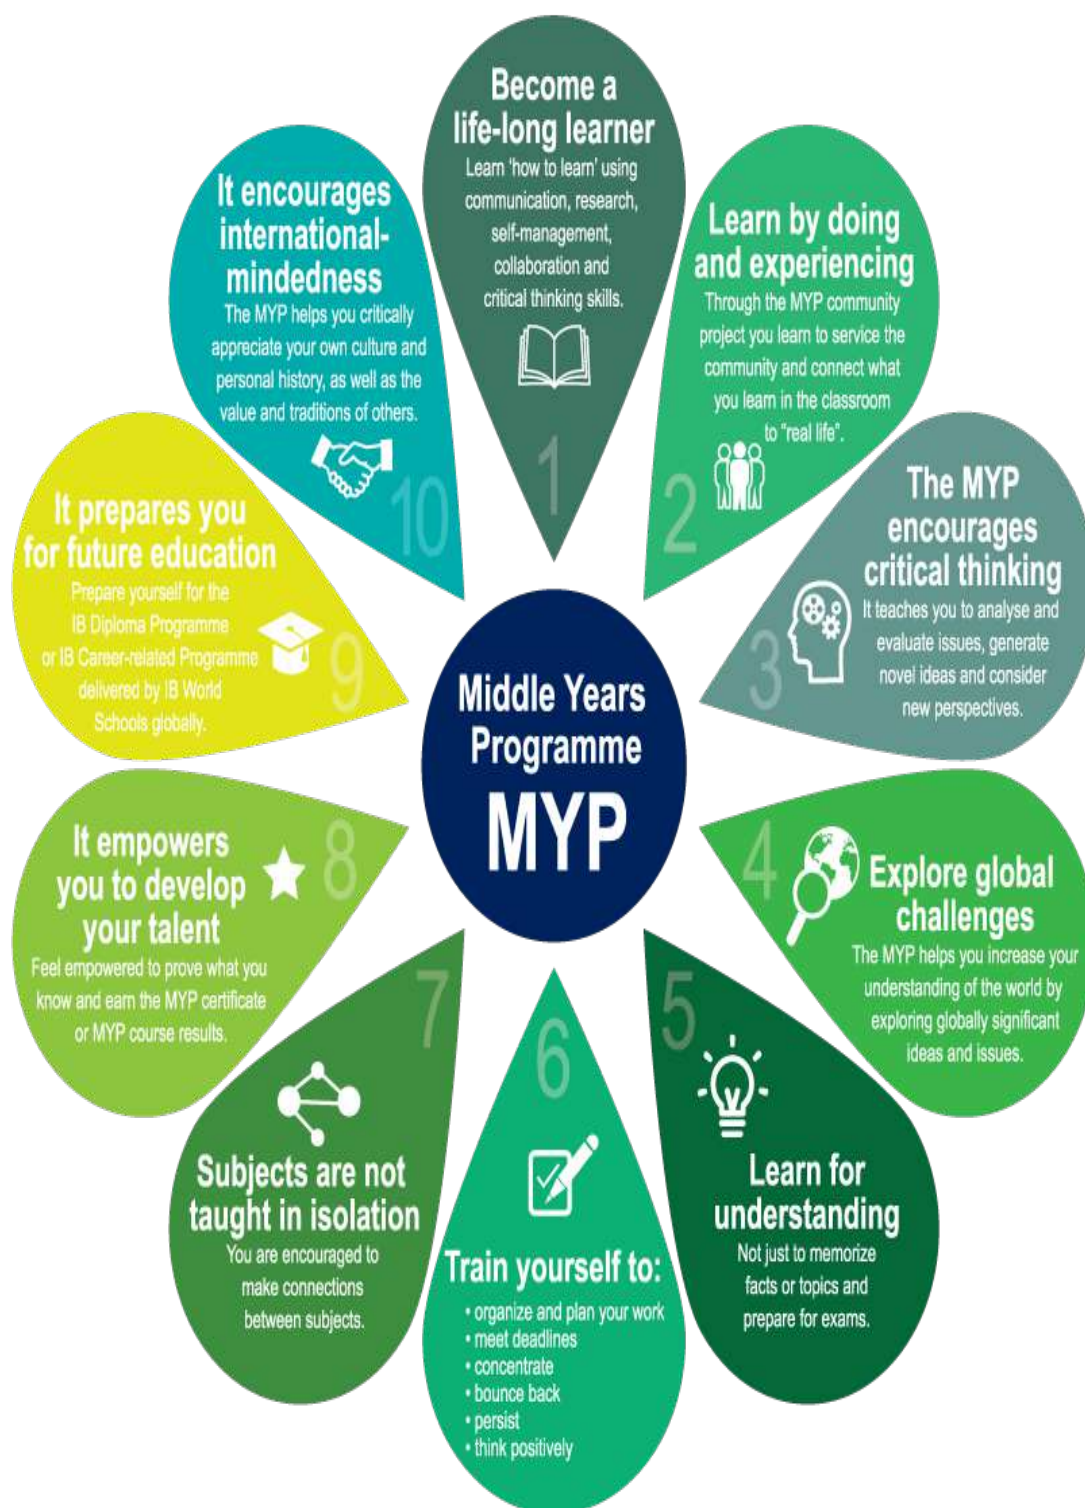 Middle Years
Programme
MYP
Become a
life-long learner
Learn 'how to learn' using
communication, research,
self-management,
collaboration and
critical thinking skills.
1
Learn by doing
and experiencing
Through the MYP community
project you learn to service the
community and connect what
you learn in the classroom
to "real life".
2
The MYP
encourages
critical thinking
It teaches you to analyse and
evaluate issues, generate
novel ideas and consider
new perspectives.
3
4
Explore global
challenges
The MYP helps you increase your
understanding of the world by
exploring globally significant
ideas and issues.
5
Learn for
understanding
Not just to memorize
facts or topics and
prepare for exams.
6
Train yourself to:
• organize and plan your work
• meet deadlines
• concentrate
• bounce back
• persist
• think positively
7
Subjects are not
taught in isolation
You are encouraged to
make connections
between subjects.
8
It empowers
you to develop
your talent
Feel empowered to prove what you
know and earn the MYP certificate
or MYP course results.
It prepares you
for future education
Prepare yourself for the
IB Diploma Programme
or IB Career-related Programme
delivered by IB World
Schools globally.
9
It encourages
international-
mindedness
The MYP helps you critically
appreciate your own culture and
personal history, as well as the
value and traditions of others.
10